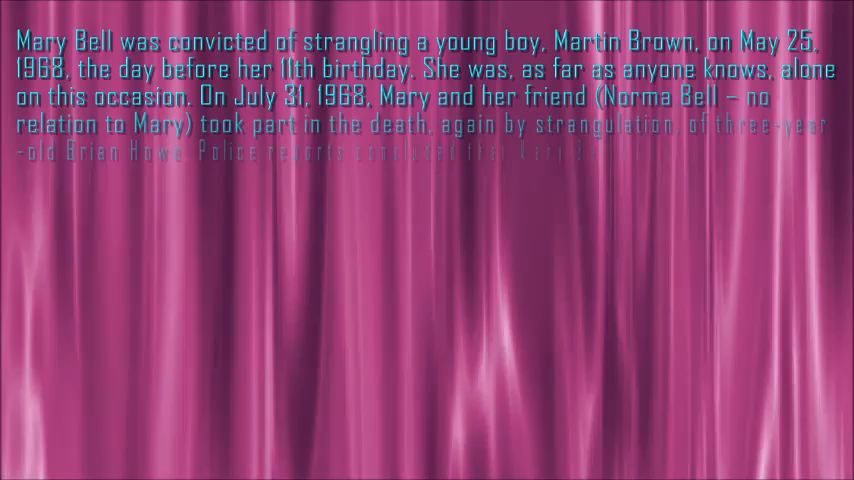 Mary Bell was convicted of strangling a young boy, Martin Brown, on May 25,
1968, the day before her 11th birthday. She was, as far as anyone knows, alone
on this occasion. On July 31, 1968, Mary and her friend (Norma Bell – no
relation to Mary) took part in the death, again by strangulation, of three-year
-old Brian Howe. Police reports concluded that Mary